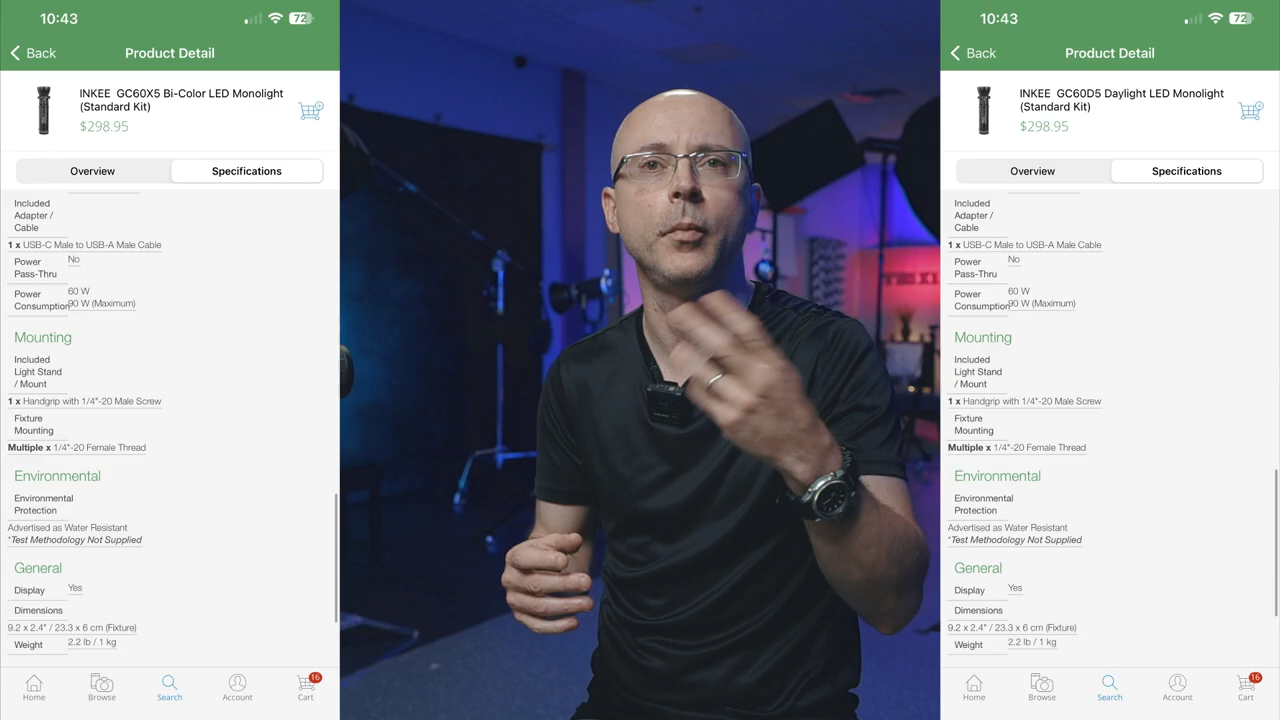 10:43
72
Back
Product Detail
INKEE GC60X5 Bi-Color LED Monolight
(Standard Kit)
$298.95
Overview
Specifications
Included
Adapter /
Cable
1 x USB-C Male to USB-A Male Cable
Power
Pass-Thru
No
Power
Consumption
60 W
90 W (Maximum)
Mounting
Included
Light Stand
/ Mount
1 x Handgrip with 1/4"-20 Male Screw
Fixture
Mounting
Multiple x 1/4"-20 Female Thread
Environmental
Environmental
Protection
Advertised as Water Resistant
*Test Methodology Not Supplied
General
Display
Yes
Dimensions
9.2 x 2.4" / 23.3 x 6 cm (Fixture)
Weight
2.2 lb / 1 kg
Home
Browse
Search
Account
Cart
16
10:43
72
Back
Product Detail
INKEE GC60D5 Daylight LED Monolight
(Standard Kit)
$298.95
Overview
Specifications
Included
Adapter /
Cable
1 x USB-C Male to USB-A Male Cable
Power
Pass-Thru
No
Power
Consumption
60 W
90 W (Maximum)
Mounting
Included
Light Stand
/ Mount
1 x Handgrip with 1/4"-20 Male Screw
Fixture
Mounting
Multiple x 1/4"-20 Female Thread
Environmental
Environmental
Protection
Advertised as Water Resistant
*Test Methodology Not Supplied
General
Display
Yes
Dimensions
9.2 x 2.4" / 23.3 x 6 cm (Fixture)
Weight
2.2 lb / 1 kg
Home
Browse
Search
Account
Cart
16